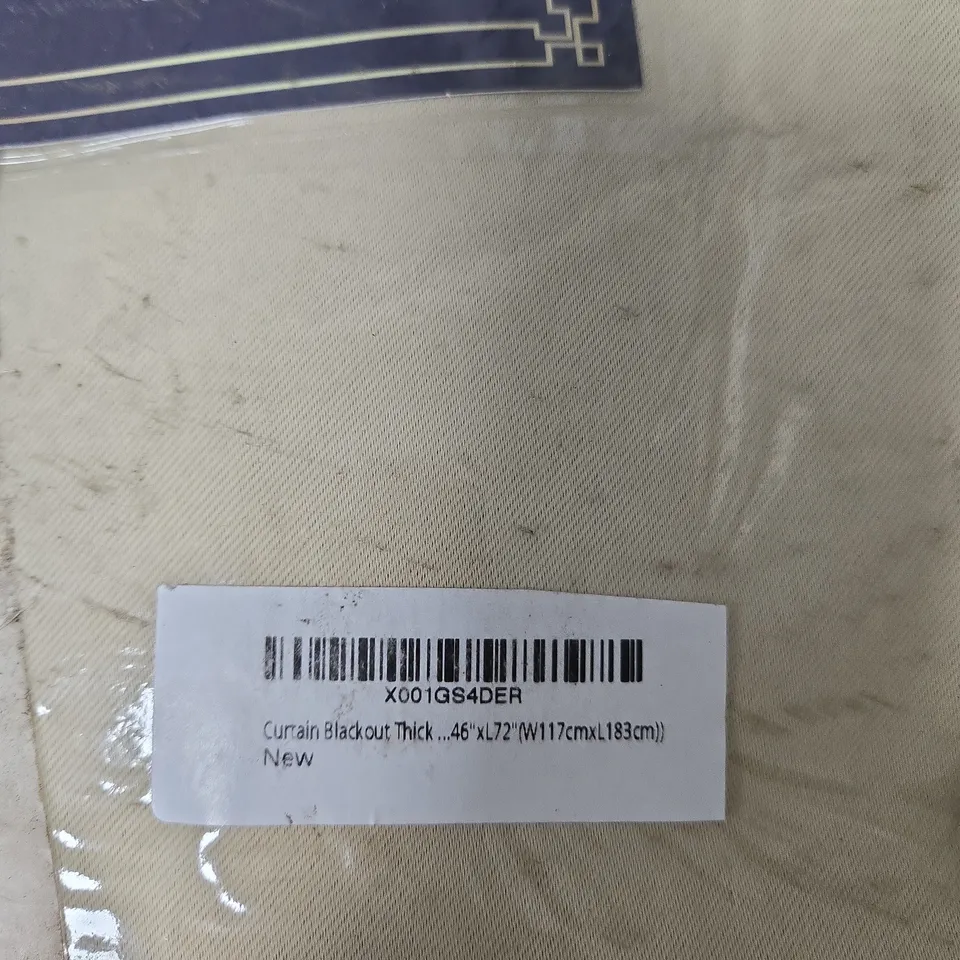 X001GS4DER
Curtain Blackout Thick ...46"xL72"(W117cmxL183cm))
New